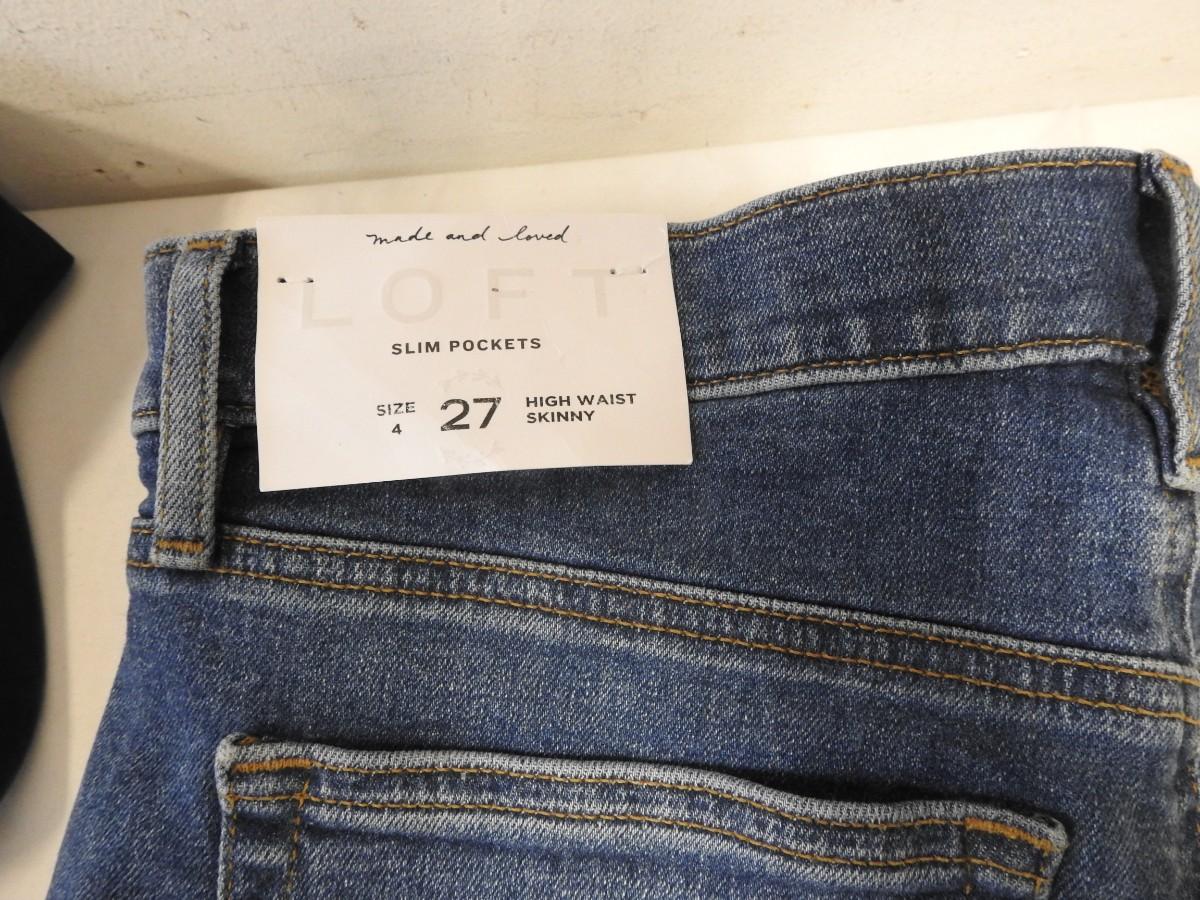 made and loved
LOFT
SLIM POCKETS
SIZE 4 27 HIGH WAIST SKINNY